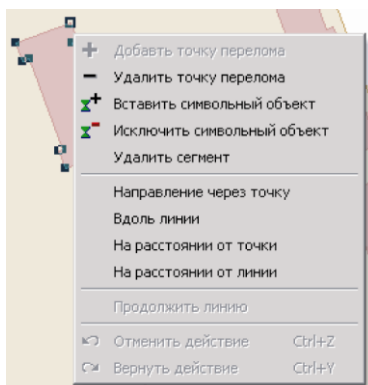 Добавть точку перелома
Удалить точку перелома
Вставить символьный объект
Исключить символьный объект
Удалить сегмент
Направление через точку
Вдоль линии
На расстоянии от точки
На расстоянии от линии
Продолжить линию
Отменить действие Ctrl+Z
Вернуть действие Ctrl+Y